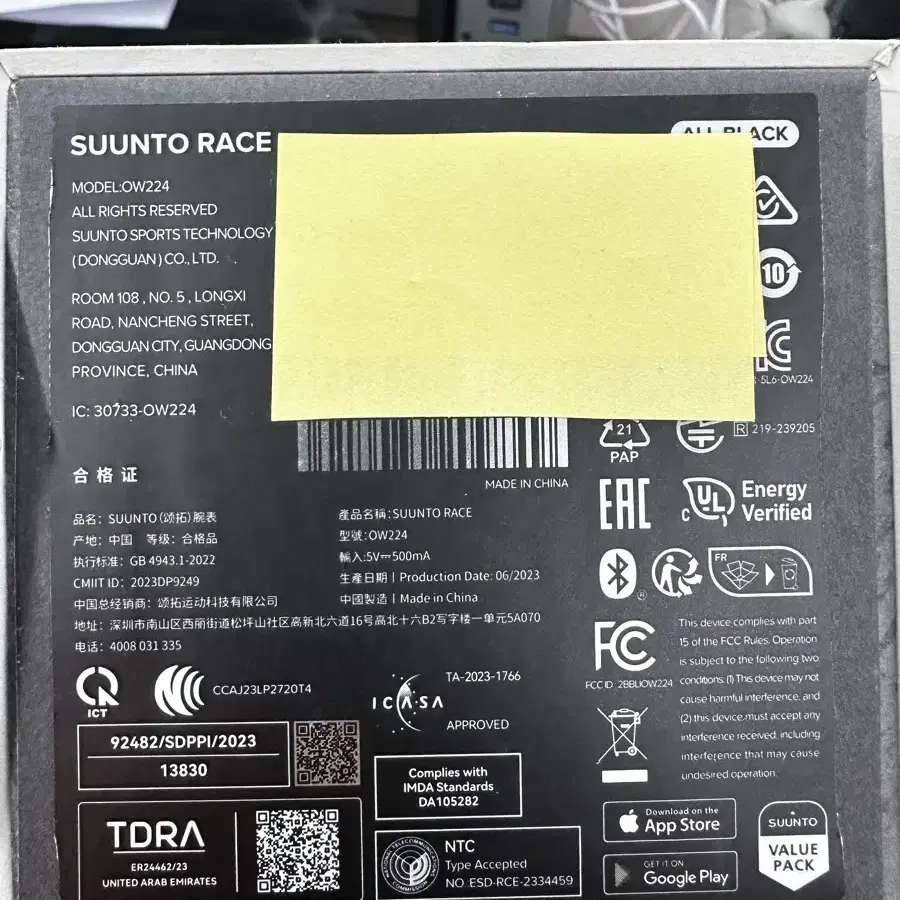 SUUNTO RACE
ALL BLACK
MODEL:OW224
ALL RIGHTS RESERVED
SUUNTO SPORTS TECHNOLOGY
(DONGGUAN) CO., LTD.
ROOM 108 , NO. 5 , LONGXI
ROAD, NANCHENG STREET,
DONGGUAN CITY, GUANGDONG
PROVINCE, CHINA
IC: 30733-OW224
10
5L6-OW224
21
PAP
R 219-239205
MADE IN CHINA
合格证
品名：SUUNTO (颂拓) 腕表
产地：中国 等级：合格品
执行标准：GB 4943.1-2022
CMIIT ID：2023DP9249
中国总经销商：颂拓运动科技有限公司
地址：深圳市南山区西丽街道松坪山社区高新北六道16号高北十六B2写字楼一单元5A070
电话：4008 031 335
產品名稱：SUUNTO RACE
型號：OW224
輸入：5V⎓500mA
生產日期 | Production Date: 06/2023
中國製造 | Made in China
EAC
c UL
Energy
Verified
FR
FC
FCC ID: 2BBLIOW224
This device complies with part
15 of the FCC Rules. Operation
is subject to the following two
conditions: (1) This device may not
cause harmful interference, and
(2) this device must accept any
interference received, including
interference that may cause
undesired operation.
ICT
CCAJ23LP2720T4
ICASA
TA-2023-1766
APPROVED
92482/SDPPI/2023
13830
Complies with
IMDA Standards
DA105282
TDRA
ER24462/23
UNITED ARAB EMIRATES
NATIONAL TELECOMMUNICATIONS COMMISSION
NTC
Type Accepted
NO. ESD-RCE-2334459
Download on the
App Store
GET IT ON
Google Play
SUUNTO
VALUE
PACK